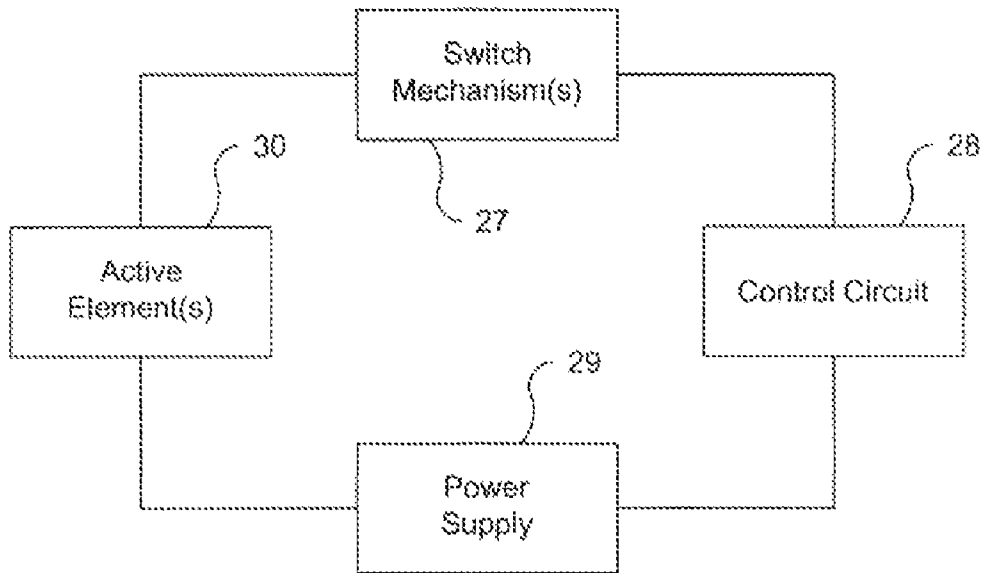 Switch
Mechanism(s)
30
28
27
Active
Element(s)
Control Circuit
29
Power
Supply